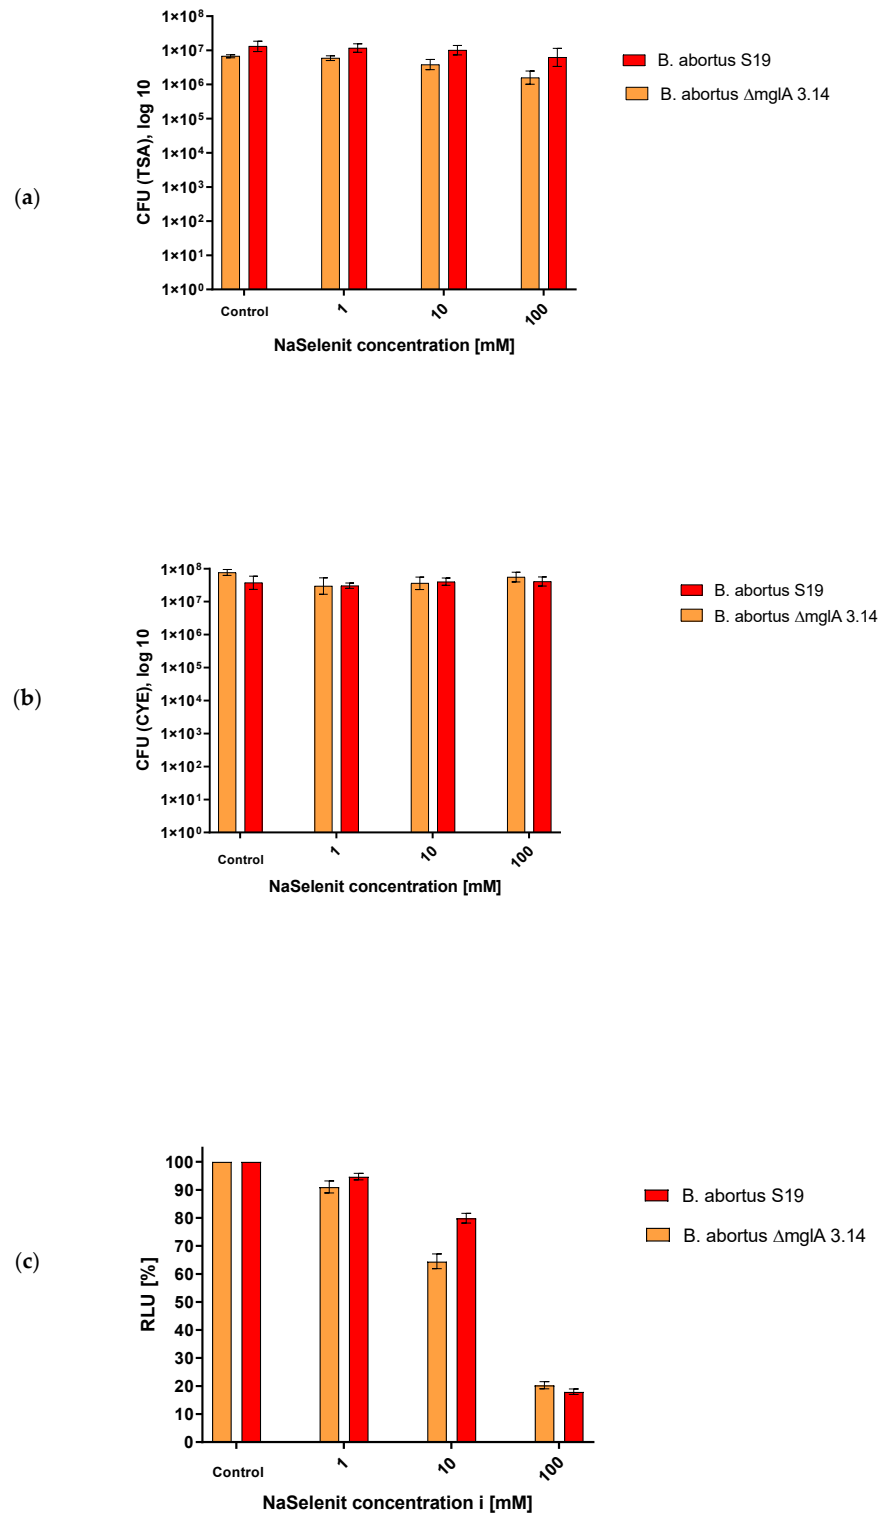 (a)
CFU (TSA), log 10
1×10⁸
1×10⁷
1×10⁶
1×10⁵
1×10⁴
1×10³
1×10²
1×10¹
1×10⁰
Control
1
10
100
NaSelenit concentration [mM]
B. abortus S19
B. abortus ΔmglA 3.14
(b)
CFU (CYE), log 10
1×10⁸
1×10⁷
1×10⁶
1×10⁵
1×10⁴
1×10³
1×10²
1×10¹
1×10⁰
Control
1
10
100
NaSelenit concentration [mM]
B. abortus S19
B. abortus ΔmglA 3.14
(c)
RLU [%]
100
90
80
70
60
50
40
30
20
10
0
Control
1
10
100
NaSelenit concentration i [mM]
B. abortus S19
B. abortus ΔmglA 3.14